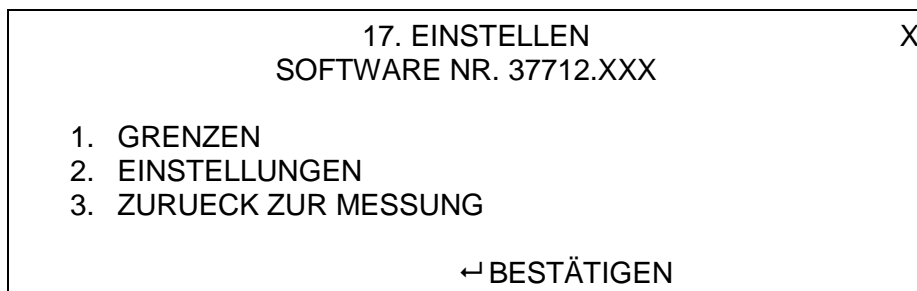 17. EINSTELLEN X
SOFTWARE NR. 37712.XXX
1. GRENZEN
2. EINSTELLUNGEN
3. ZURUECK ZUR MESSUNG
↵ BESTÄTIGEN